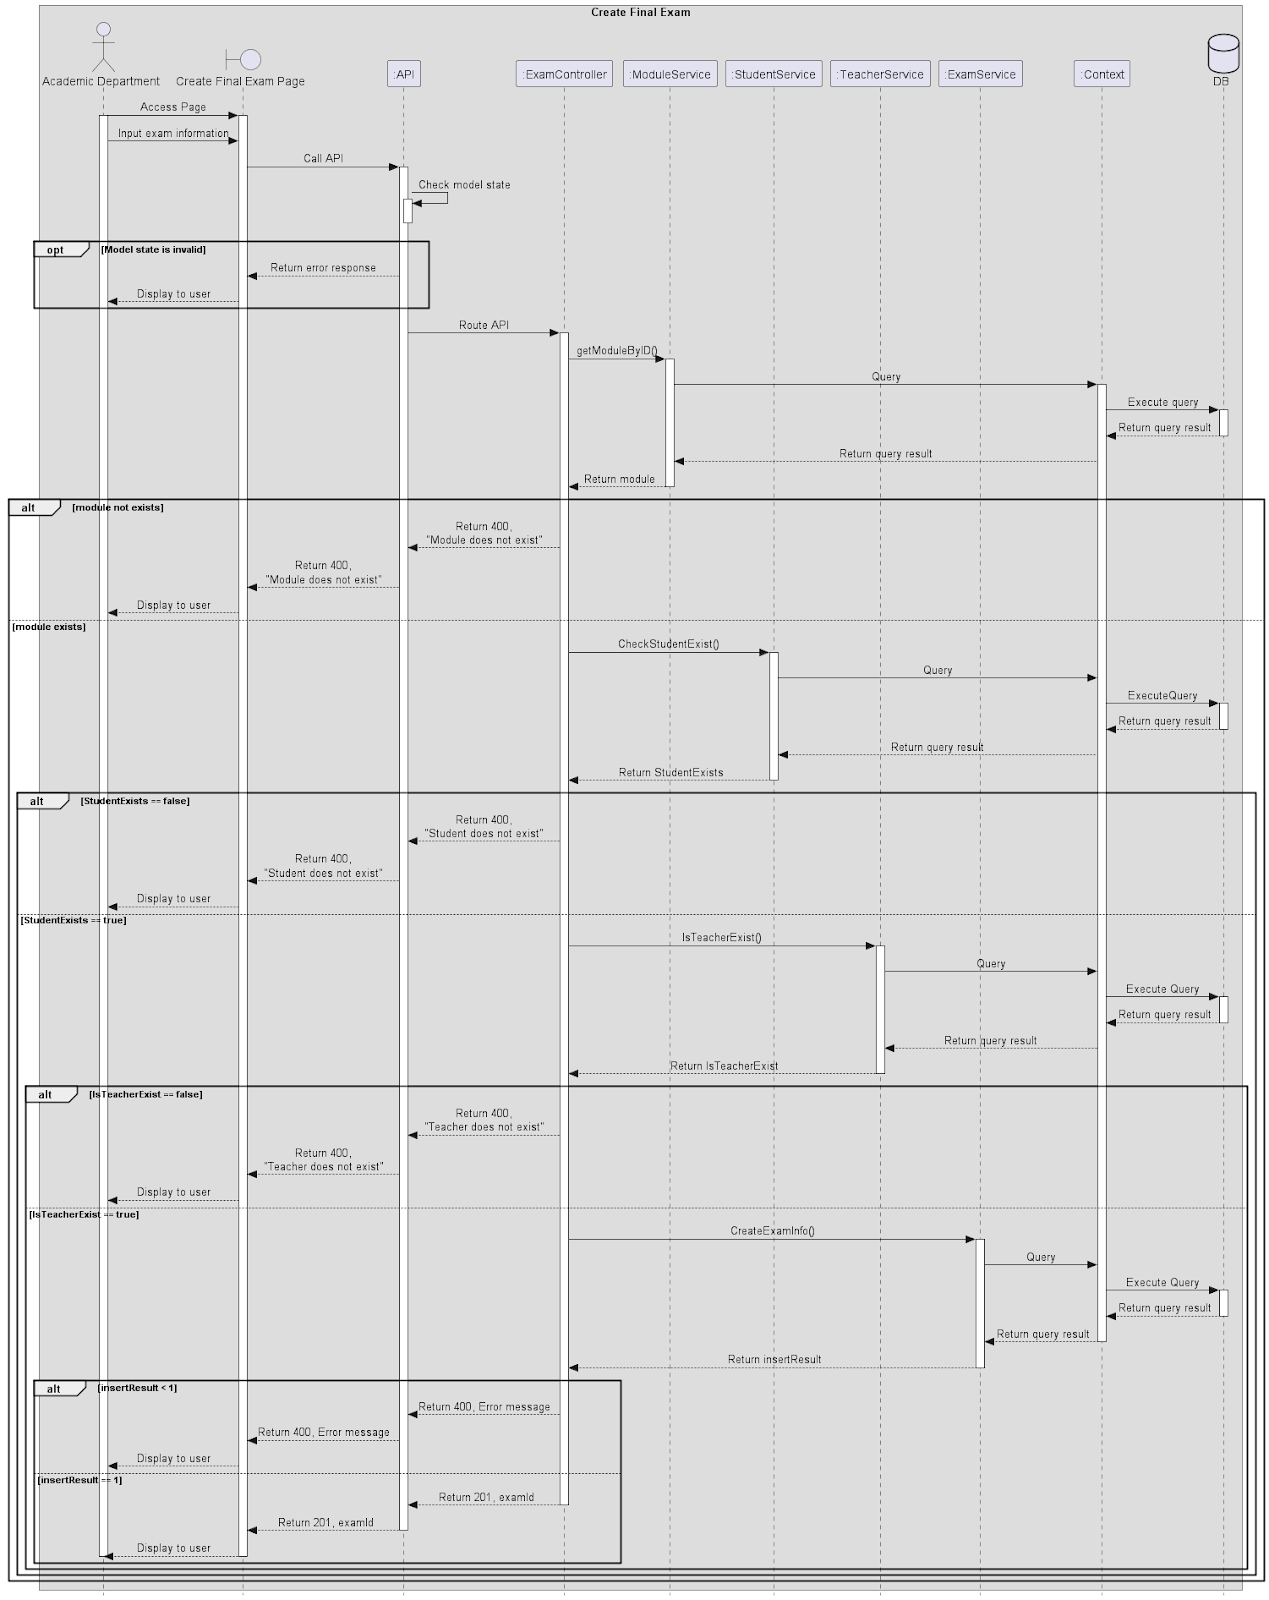 Create Final Exam
Academic Department
Create Final Exam Page
:API
:ExamController
:ModuleService
:StudentService
:TeacherService
:ExamService
:Context
DB
Access Page
Input exam information
Call API
Check model state
opt
[Model state is invalid]
Return error response
Display to user
Route API
getModuleByID()
Query
Execute query
Return query result
Return query result
Return module
alt
[module not exists]
Return 400,
"Module does not exist"
Return 400,
"Module does not exist"
Display to user
[module exists]
CheckStudentExist()
Query
ExecuteQuery
Return query result
Return query result
Return StudentExists
alt
[StudentExists == false]
Return 400,
"Student does not exist"
Return 400,
"Student does not exist"
Display to user
[StudentExists == true]
IsTeacherExist()
Query
Execute Query
Return query result
Return query result
Return IsTeacherExist
alt
[IsTeacherExist == false]
Return 400,
"Teacher does not exist"
Return 400,
"Teacher does not exist"
Display to user
[IsTeacherExist == true]
CreateExamInfo()
Query
Execute Query
Return query result
Return query result
Return insertResult
alt
[insertResult < 1]
Return 400, Error message
Return 400, Error message
Display to user
[insertResult == 1]
Return 201, examId
Return 201, examId
Display to user